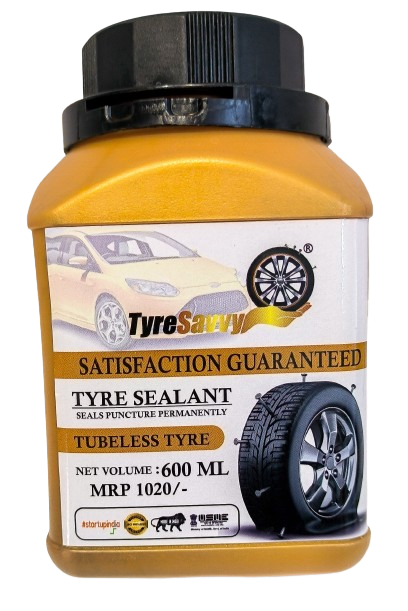 ®
TyreSavvy
SATISFACTION GUARANTEED
TYRE SEALANT
SEALS PUNCTURE PERMANENTLY
TUBELESS TYRE
NET VOLUME : 600 ML
MRP 1020/-
#startupindia
MSME